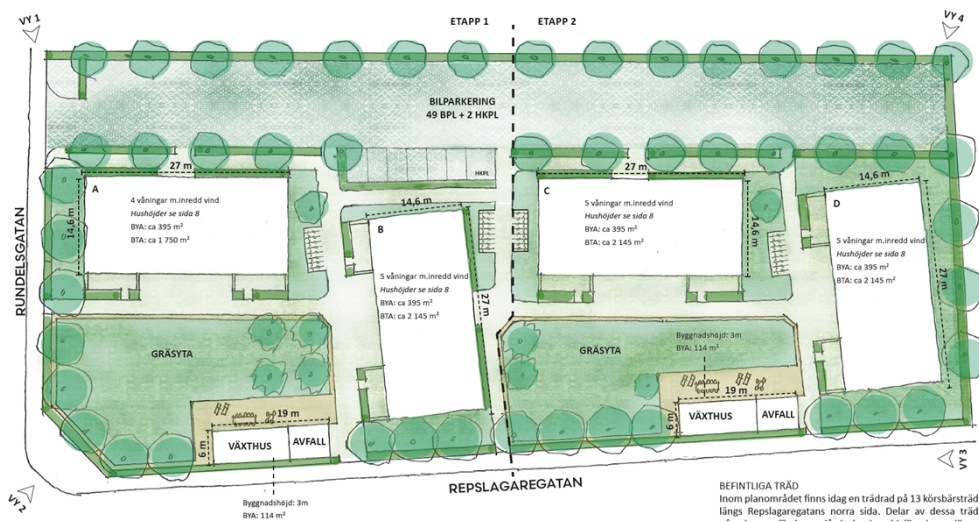 VY 1
ETAPP 1
ETAPP 2
VY 4
BILPARKERING
49 BPL + 2 HKPL
27 m
HKPL
27 m
A
4 våningar m.inredd vind
Hushöjder se sida 8
BYA: ca 395 m²
BTA: ca 1 750 m²
14,6 m
14,6 m
B
5 våningar m.inredd vind
Hushöjder se sida 8
BYA: ca 395 m²
BTA: ca 2 145 m²
27 m
C
5 våningar m.inredd vind
Hushöjder se sida 8
BYA: ca 395 m²
BTA: ca 2 145 m²
14,6 m
14,6 m
D
5 våningar m.inredd vind
Hushöjder se sida 8
BYA: ca 395 m²
BTA: ca 2 145 m²
27 m
RUNDELSGATAN
GRÄSYTA
19 m
6 m
VÄXTHUS
AVFALL
Byggnadshöjd: 3m
BYA: 114 m²
GRÄSYTA
Byggnadshöjd: 3m
BYA: 114 m²
19 m
6 m
VÄXTHUS
AVFALL
VY 2
REPSLAGAREGATAN
VY 3
BEFINTLIGA TRÄD
Inom planområdet finns idag en trädrad på 13 körsbärsträd
längs Repslagaregatans norra sida. Delar av dessa träd